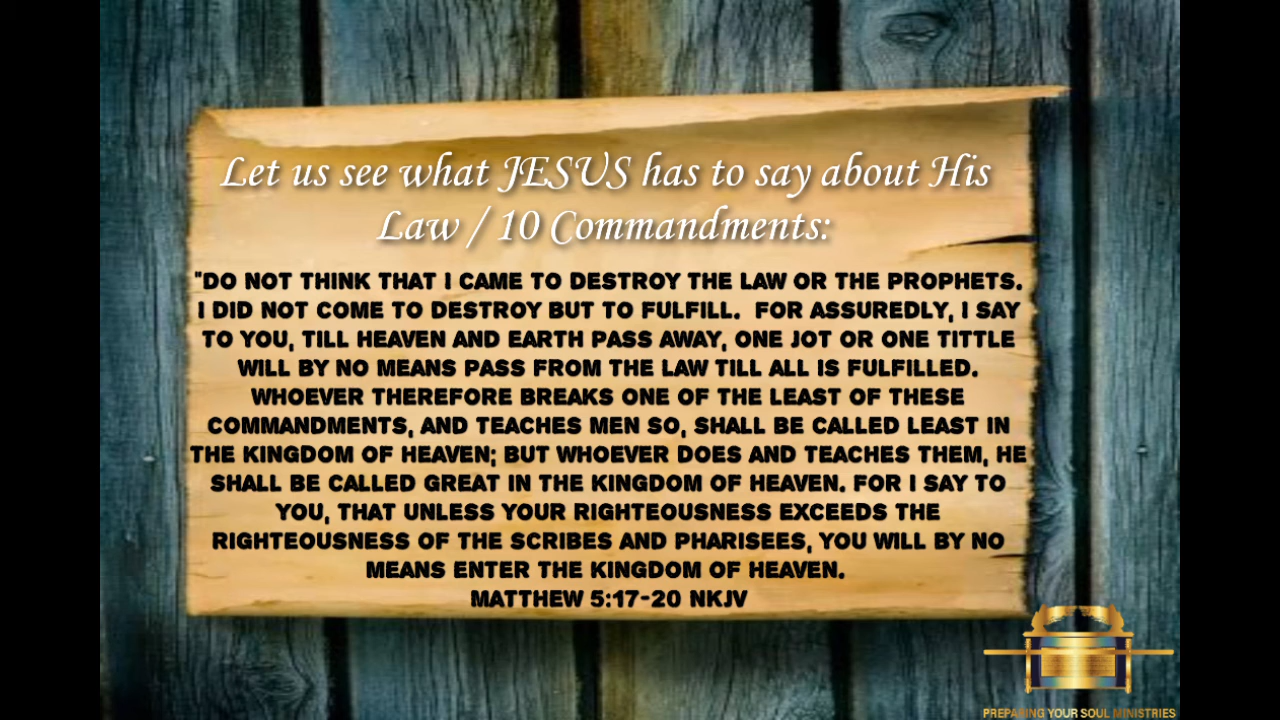 Let us see what JESUS has to say about His
Law / 10 Commandments:
"DO NOT THINK THAT I CAME TO DESTROY THE LAW OR THE PROPHETS.
I DID NOT COME TO DESTROY BUT TO FULFILL. FOR ASSUREDLY, I SAY
TO YOU, TILL HEAVEN AND EARTH PASS AWAY, ONE JOT OR ONE TITTLE
WILL BY NO MEANS PASS FROM THE LAW TILL ALL IS FULFILLED.
WHOEVER THEREFORE BREAKS ONE OF THE LEAST OF THESE
COMMANDMENTS, AND TEACHES MEN SO, SHALL BE CALLED LEAST IN
THE KINGDOM OF HEAVEN; BUT WHOEVER DOES AND TEACHES THEM, HE
SHALL BE CALLED GREAT IN THE KINGDOM OF HEAVEN. FOR I SAY TO
YOU, THAT UNLESS YOUR RIGHTEOUSNESS EXCEEDS THE
RIGHTEOUSNESS OF THE SCRIBES AND PHARISEES, YOU WILL BY NO
MEANS ENTER THE KINGDOM OF HEAVEN.
MATTHEW 5:17-20 NKJV
PREPARING YOUR SOUL MINISTRIES